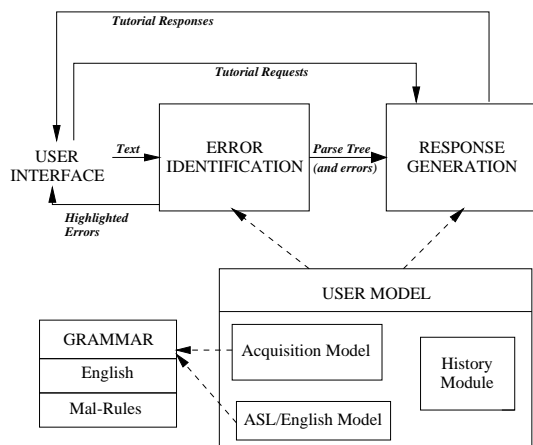 Tutorial Responses
Tutorial Requests
USER
INTERFACE
Text
ERROR
IDENTIFICATION
Parse Tree
(and errors)
RESPONSE
GENERATION
Highlighted
Errors
USER MODEL
GRAMMAR
English
Mal-Rules
Acquisition Model
ASL/English Model
History
Module